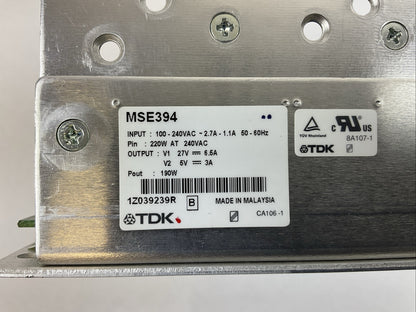 MSE394
INPUT : 100 - 240VAC ~ 2.7A - 1.1A 50 - 60Hz
Pin : 220W AT 240VAC
OUTPUT : V1 27V ⎓ 6.5A
V2 5V ⎓ 3A
Pout : 190W
1Z039239R B MADE IN MALAYSIA
TDK. CA106 -1
TÜV Rheinland
c RU US
8A107-1
TDK